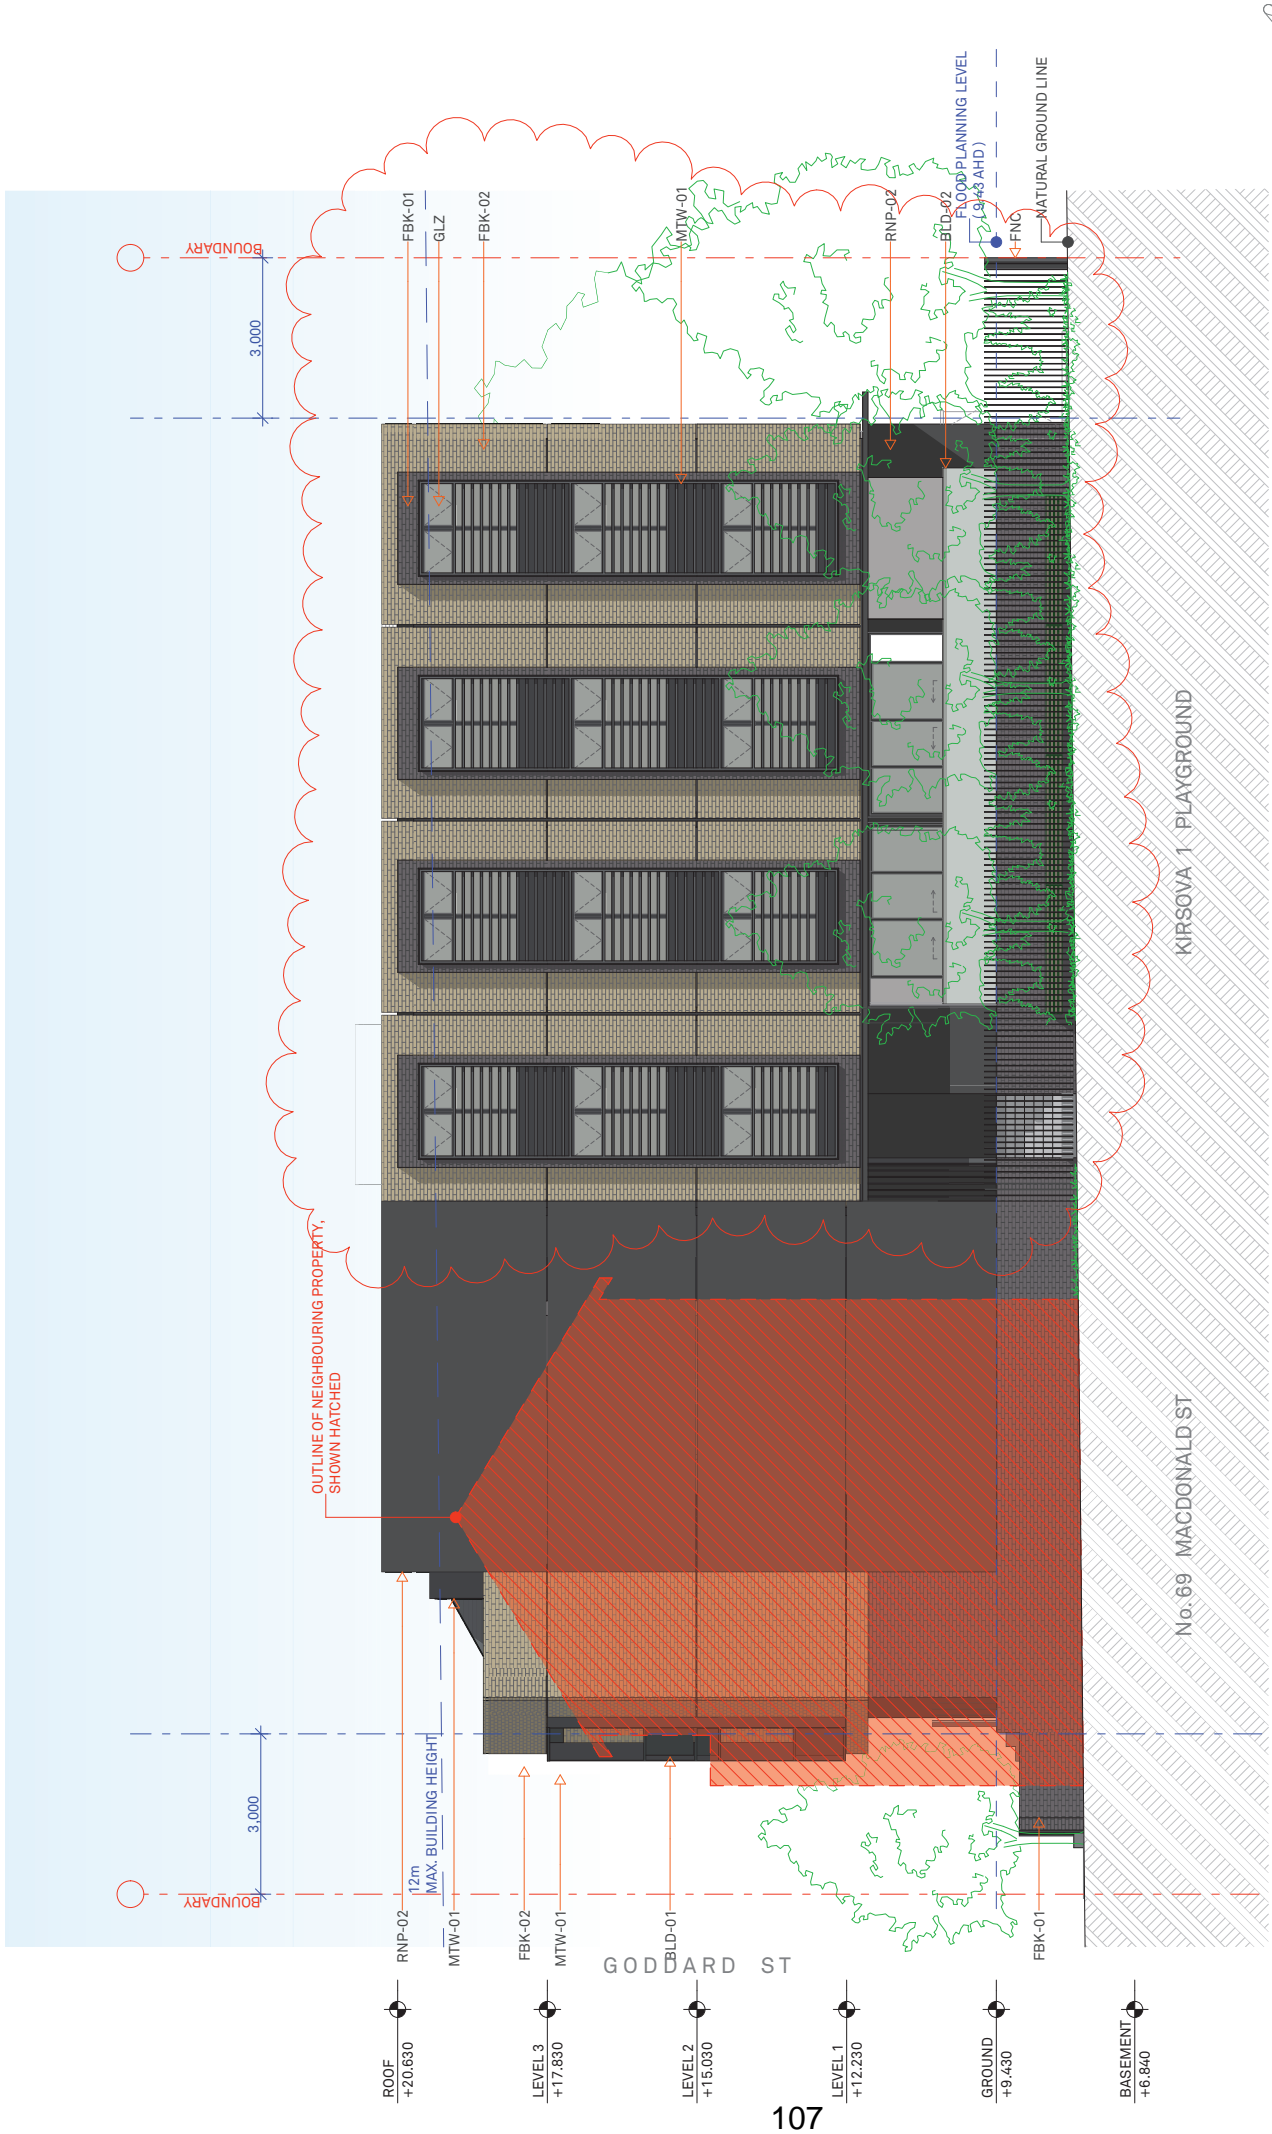 BOUNDARY
3,000
12m
MAX. BUILDING HEIGHT
RNP-02
MTW-01
FBK-02
MTW-01
BLD-01
FBK-01
GODDARD ST
OUTLINE OF NEIGHBOURING PROPERTY,
SHOWN HATCHED
BOUNDARY
3,000
FBK-01
GLZ
FBK-02
MTW-01
RNP-02
BLD-02
FLOOD PLANNING LEVEL
(9.43 AHD)
FNC
NATURAL GROUND LINE
No. 69 MACDONALD ST
KIRSOVA 1 PLAYGROUND
ROOF
+20.630
LEVEL 3
+17.830
LEVEL 2
+15.030
LEVEL 1
+12.230
GROUND
+9.430
BASEMENT
+6.840
107